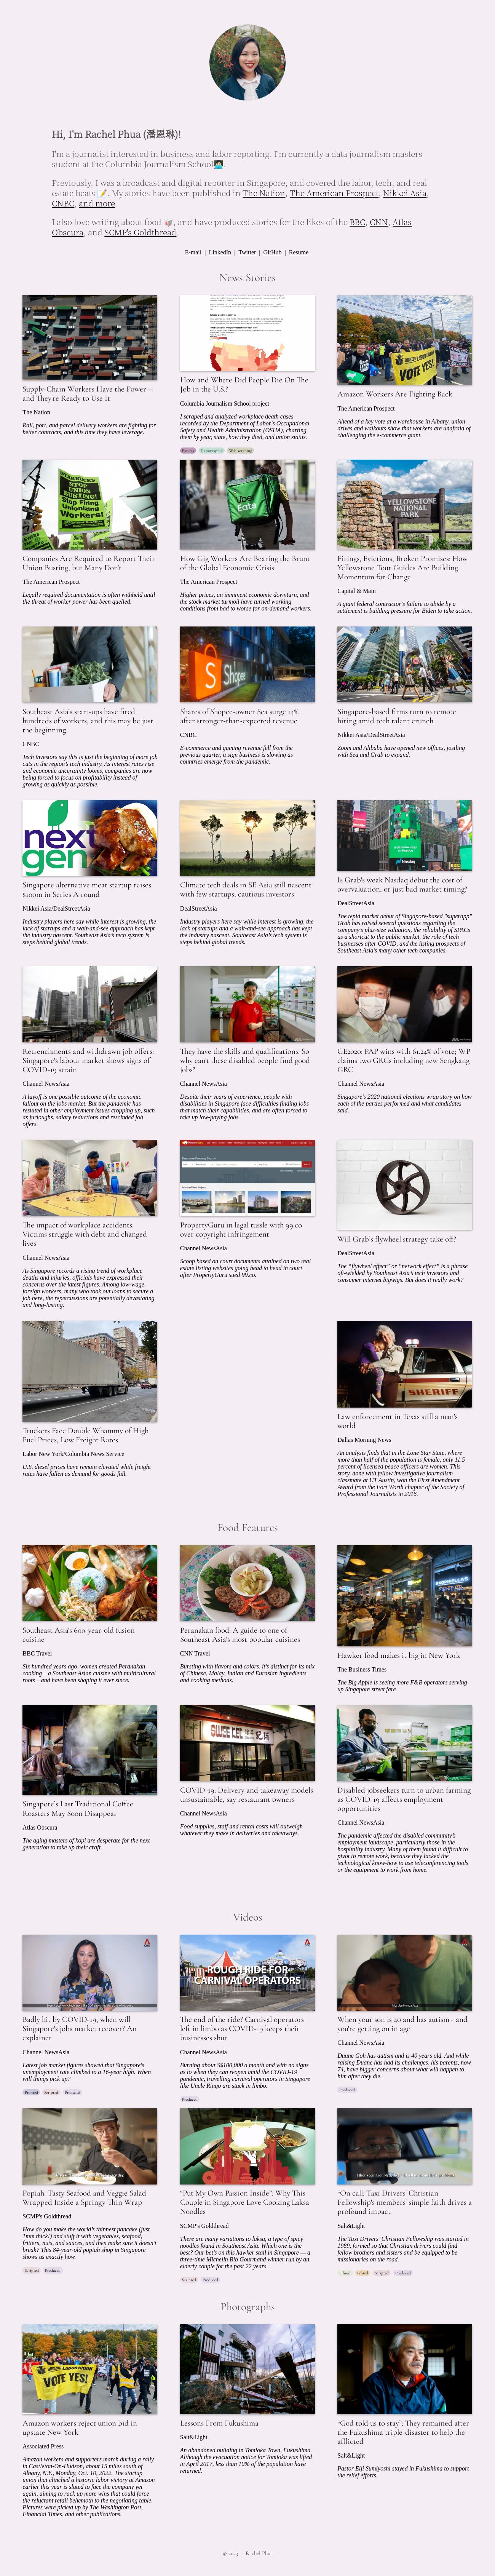 Hi, I'm Rachel Phua (潘恩琳)!
I'm a journalist interested in business and labor reporting. I'm currently a data journalism masters
student at the Columbia Journalism School👩🏻‍💻.
Previously, I was a broadcast and digital reporter in Singapore, and covered the labor, tech, and real
estate beats 📝. My stories have been published in The Nation, The American Prospect, Nikkei Asia,
CNBC, and more.
I also love writing about food 🥡, and have produced stories for the likes of the BBC, CNN, Atlas
Obscura, and SCMP's Goldthread.
E-mail | LinkedIn | Twitter | GitHub | Resume
News Stories
Supply-Chain Workers Have the Power—
and They're Ready to Use It
The Nation
Rail, port, and parcel delivery workers are fighting for
better contracts, and this time they have leverage.
How and Where Did People Die On The
Job in the U.S.?
Columbia Journalism School project
I scraped and analyzed workplace death cases
recorded by the Department of Labor's Occupational
Safety and Health Administration (OSHA), charting
them by year, state, how they died, and union status.
Pandas Datawrapper Web scraping
VOTE YES!
Amazon Workers Are Fighting Back
The American Prospect
Ahead of a key vote at a warehouse in Albany, union
drives and walkouts show that workers are unafraid of
challenging the e-commerce giant.
UNION BUSTING!
Stop Firing
Unionizing
Workers!
Companies Are Required to Report Their
Union Busting, but Many Don't
The American Prospect
Legally required documentation is often withheld until
the threat of worker power has been quelled.
Uber
Eats
How Gig Workers Are Bearing the Brunt
of the Global Economic Crisis
The American Prospect
Higher prices, an imminent economic downturn, and
the stock market turmoil have turned working
conditions from bad to worse for on-demand workers.
YELLOWSTONE
NATIONAL
PARK
Firings, Evictions, Broken Promises: How
Yellowstone Tour Guides Are Building
Momentum for Change
Capital & Main
A giant federal contractor's failure to abide by a
settlement is building pressure for Biden to take action.
Southeast Asia's start-ups have fired
hundreds of workers, and this may be just
the beginning
CNBC
Tech investors say this is just the beginning of more job
cuts in the region's tech industry. As interest rates rise
and economic uncertainty looms, companies are now
being forced to focus on profitability instead of
growing as quickly as possible.
Shopee
Shares of Shopee-owner Sea surge 14%
after stronger-than-expected revenue
CNBC
E-commerce and gaming revenue fell from the
previous quarter, a sign business is slowing as
countries emerge from the pandemic.
Singapore-based firms turn to remote
hiring amid tech talent crunch
Nikkei Asia/DealStreetAsia
Zoom and Alibaba have opened new offices, jostling
with Sea and Grab to expand.
next
gen
Singapore alternative meat startup raises
$100m in Series A round
Nikkei Asia/DealStreetAsia
Industry players here say while interest is growing, the
lack of startups and a wait-and-see approach has kept
the industry nascent. Southeast Asia's tech system is
steps behind global trends.
Climate tech deals in SE Asia still nascent
with few startups, cautious investors
DealStreetAsia
Industry players here say while interest is growing, the
lack of startups and a wait-and-see approach has kept
the industry nascent. Southeast Asia's tech system is
steps behind global trends.
Is Grab's weak Nasdaq debut the cost of
overvaluation, or just bad market timing?
DealStreetAsia
The tepid market debut of Singapore-based "superapp"
Grab has raised several questions regarding the
company's plus-size valuation, the reliability of SPACs
as a shortcut to the public market, the role of tech
businesses after COVID, and the listing prospects of
Southeast Asia's many other tech companies.
Retrenchments and withdrawn job offers:
Singapore's labour market shows signs of
COVID-19 strain
Channel NewsAsia
A layoff is one possible outcome of the economic
fallout on the jobs market. But the pandemic has
resulted in other employment issues cropping up, such
as furloughs, salary reductions and rescinded job
offers.
They have the skills and qualifications. So
why can't these disabled people find good
jobs?
Channel NewsAsia
Despite their years of experience, people with
disabilities in Singapore face difficulties finding jobs
that match their capabilities, and are often forced to
take up low-paying jobs.
GE2020: PAP wins with 61.24% of vote; WP
claims two GRCs including new Sengkang
GRC
Channel NewsAsia
Singapore's 2020 national elections wrap story on how
each of the parties performed and what candidates
said.
The impact of workplace accidents:
Victims struggle with debt and changed
lives
Channel NewsAsia
As Singapore records a rising trend of workplace
deaths and injuries, officials have expressed their
concerns over the latest figures. Among low-wage
foreign workers, many who took out loans to secure a
job here, the repercussions are potentially devastating
and long-lasting.
PropertyGuru in legal tussle with 99.co
over copyright infringement
Channel NewsAsia
Scoop based on court documents attained on two real
estate listing websites going head to head in court
after PropertyGuru sued 99.co.
Will Grab's flywheel strategy take off?
DealStreetAsia
The "flywheel effect" or "network effect" is a phrase
oft-wielded by Southeast Asia's tech investors and
consumer internet bigwigs. But does it really work?
Truckers Face Double Whammy of High
Fuel Prices, Low Freight Rates
Labor New York/Columbia News Service
U.S. diesel prices have remain elevated while freight
rates have fallen as demand for goods fall.
SHERIFF
Law enforcement in Texas still a man's
world
Dallas Morning News
An analysis finds that in the Lone Star State, where
more than half of the population is female, only 11.5
percent of licensed peace officers are women. This
story, done with fellow investigative journalism
classmate at UT Austin, won the First Amendment
Award from the Fort Worth chapter of the Society of
Professional Journalists in 2016.
Food Features
Southeast Asia's 600-year-old fusion
cuisine
BBC Travel
Six hundred years ago, women created Peranakan
cooking – a Southeast Asian cuisine with multicultural
roots – and have been shaping it ever since.
Peranakan food: A guide to one of
Southeast Asia's most popular cuisines
CNN Travel
Bursting with flavors and colors, it's distinct for its mix
of Chinese, Malay, Indian and Eurasian ingredients
and cooking methods.
Hawker food makes it big in New York
The Business Times
The Big Apple is seeing more F&B operators serving
up Singapore street fare
Singapore's Last Traditional Coffee
Roasters May Soon Disappear
Atlas Obscura
The aging masters of kopi are desperate for the next
generation to take up their craft.
SWEE CEE
COVID-19: Delivery and takeaway models
unsustainable, say restaurant owners
Channel NewsAsia
Food supplies, staff and rental costs will outweigh
whatever they make in deliveries and takeaways.
Disabled jobseekers turn to urban farming
as COVID-19 affects employment
opportunities
Channel NewsAsia
The pandemic affected the disabled community's
employment landscape, particularly those in the
hospitality industry. Many of them found it difficult to
pivot to remote work, because they lacked the
technological know-how to use teleconferencing tools
or the equipment to work from home.
Videos
Badly hit by COVID-19, when will
Singapore's jobs market recover? An
explainer
Channel NewsAsia
Latest job market figures showed that Singapore's
unemployment rate climbed to a 16-year high. When
will things pick up?
Fronted Scripted Produced
ROUGH RIDE FOR
CARNIVAL OPERATORS
The end of the ride? Carnival operators
left in limbo as COVID-19 keeps their
businesses shut
Channel NewsAsia
Burning about S$100,000 a month and with no signs
as to when they can reopen amid the COVID-19
pandemic, travelling carnival operators in Singapore
like Uncle Ringo are stuck in limbo.
Produced
When your son is 40 and has autism - and
you're getting on in age
Channel NewsAsia
Duane Goh has autism and is 40 years old. And while
raising Duane has had its challenges, his parents, now
74, have bigger concerns about what will happen to
him after they die.
Produced
Popiah: Tasty Seafood and Veggie Salad
Wrapped Inside a Springy Thin Wrap
SCMP's Goldthread
How do you make the world's thinnest pancake (just
1mm thick!) and stuff it with vegetables, seafood,
fritters, nuts, and sauces, and then make sure it doesn't
break? This 84-year-old popiah shop in Singapore
shows us exactly how.
Scripted Produced
"Put My Own Passion Inside": Why This
Couple in Singapore Love Cooking Laksa
Noodles
SCMP's Goldthread
There are many variations to laksa, a type of spicy
noodles found in Southeast Asia. Which one is the
best? Our bet's on this hawker stall in Singapore — a
three-time Michelin Bib Gourmand winner run by an
elderly couple for the past 22 years.
Scripted Produced
"On call: Taxi Drivers' Christian
Fellowship's members' simple faith drives a
profound impact
Salt&Light
The Taxi Drivers' Christian Fellowship was started in
1989, formed so that Christian drivers could find
fellow brothers and sisters and be equipped to be
missionaries on the road.
Filmed Edited Scripted Produced
Photographs
VOTE YES!
Amazon workers reject union bid in
upstate New York
Associated Press
Amazon workers and supporters march during a rally
in Castleton-On-Hudson, about 15 miles south of
Albany, N.Y., Monday, Oct. 10, 2022. The startup
union that clinched a historic labor victory at Amazon
earlier this year is slated to face the company yet
again, aiming to rack up more wins that could force
the reluctant retail behemoth to the negotiating table.
Pictures were picked up by The Washington Post,
Financial Times, and other publications.
Lessons From Fukushima
Salt&Light
An abandoned building in Tomioka Town, Fukushima.
Although the evacuation notice for Tomioka was lifted
in April 2017, less than 10% of the population have
returned.
"God told us to stay": They remained after
the Fukushima triple-disaster to help the
afflicted
Salt&Light
Pastor Eiji Sumiyoshi stayed in Fukushima to support
the relief efforts.
© 2023 — Rachel Phua